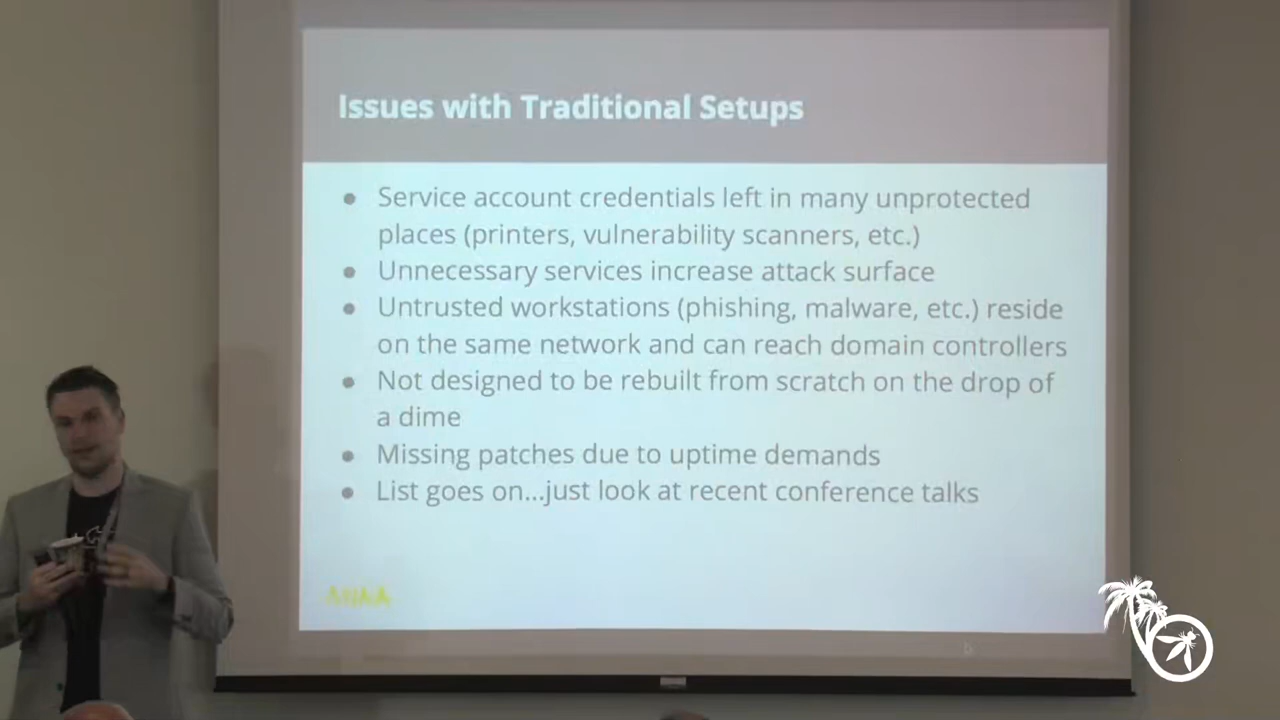 Issues with Traditional Setups
● Service account credentials left in many unprotected
places (printers, vulnerability scanners, etc.)
● Unnecessary services increase attack surface
● Untrusted workstations (phishing, malware, etc.) reside
on the same network and can reach domain controllers
● Not designed to be rebuilt from scratch on the drop of
a dime
● Missing patches due to uptime demands
● List goes on...just look at recent conference talks